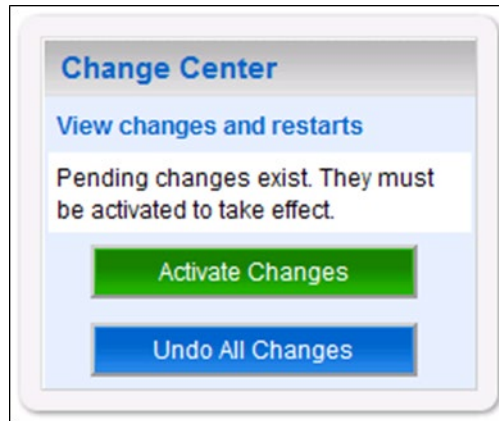 Change Center
View changes and restarts
Pending changes exist. They must
be activated to take effect.
Activate Changes
Undo All Changes